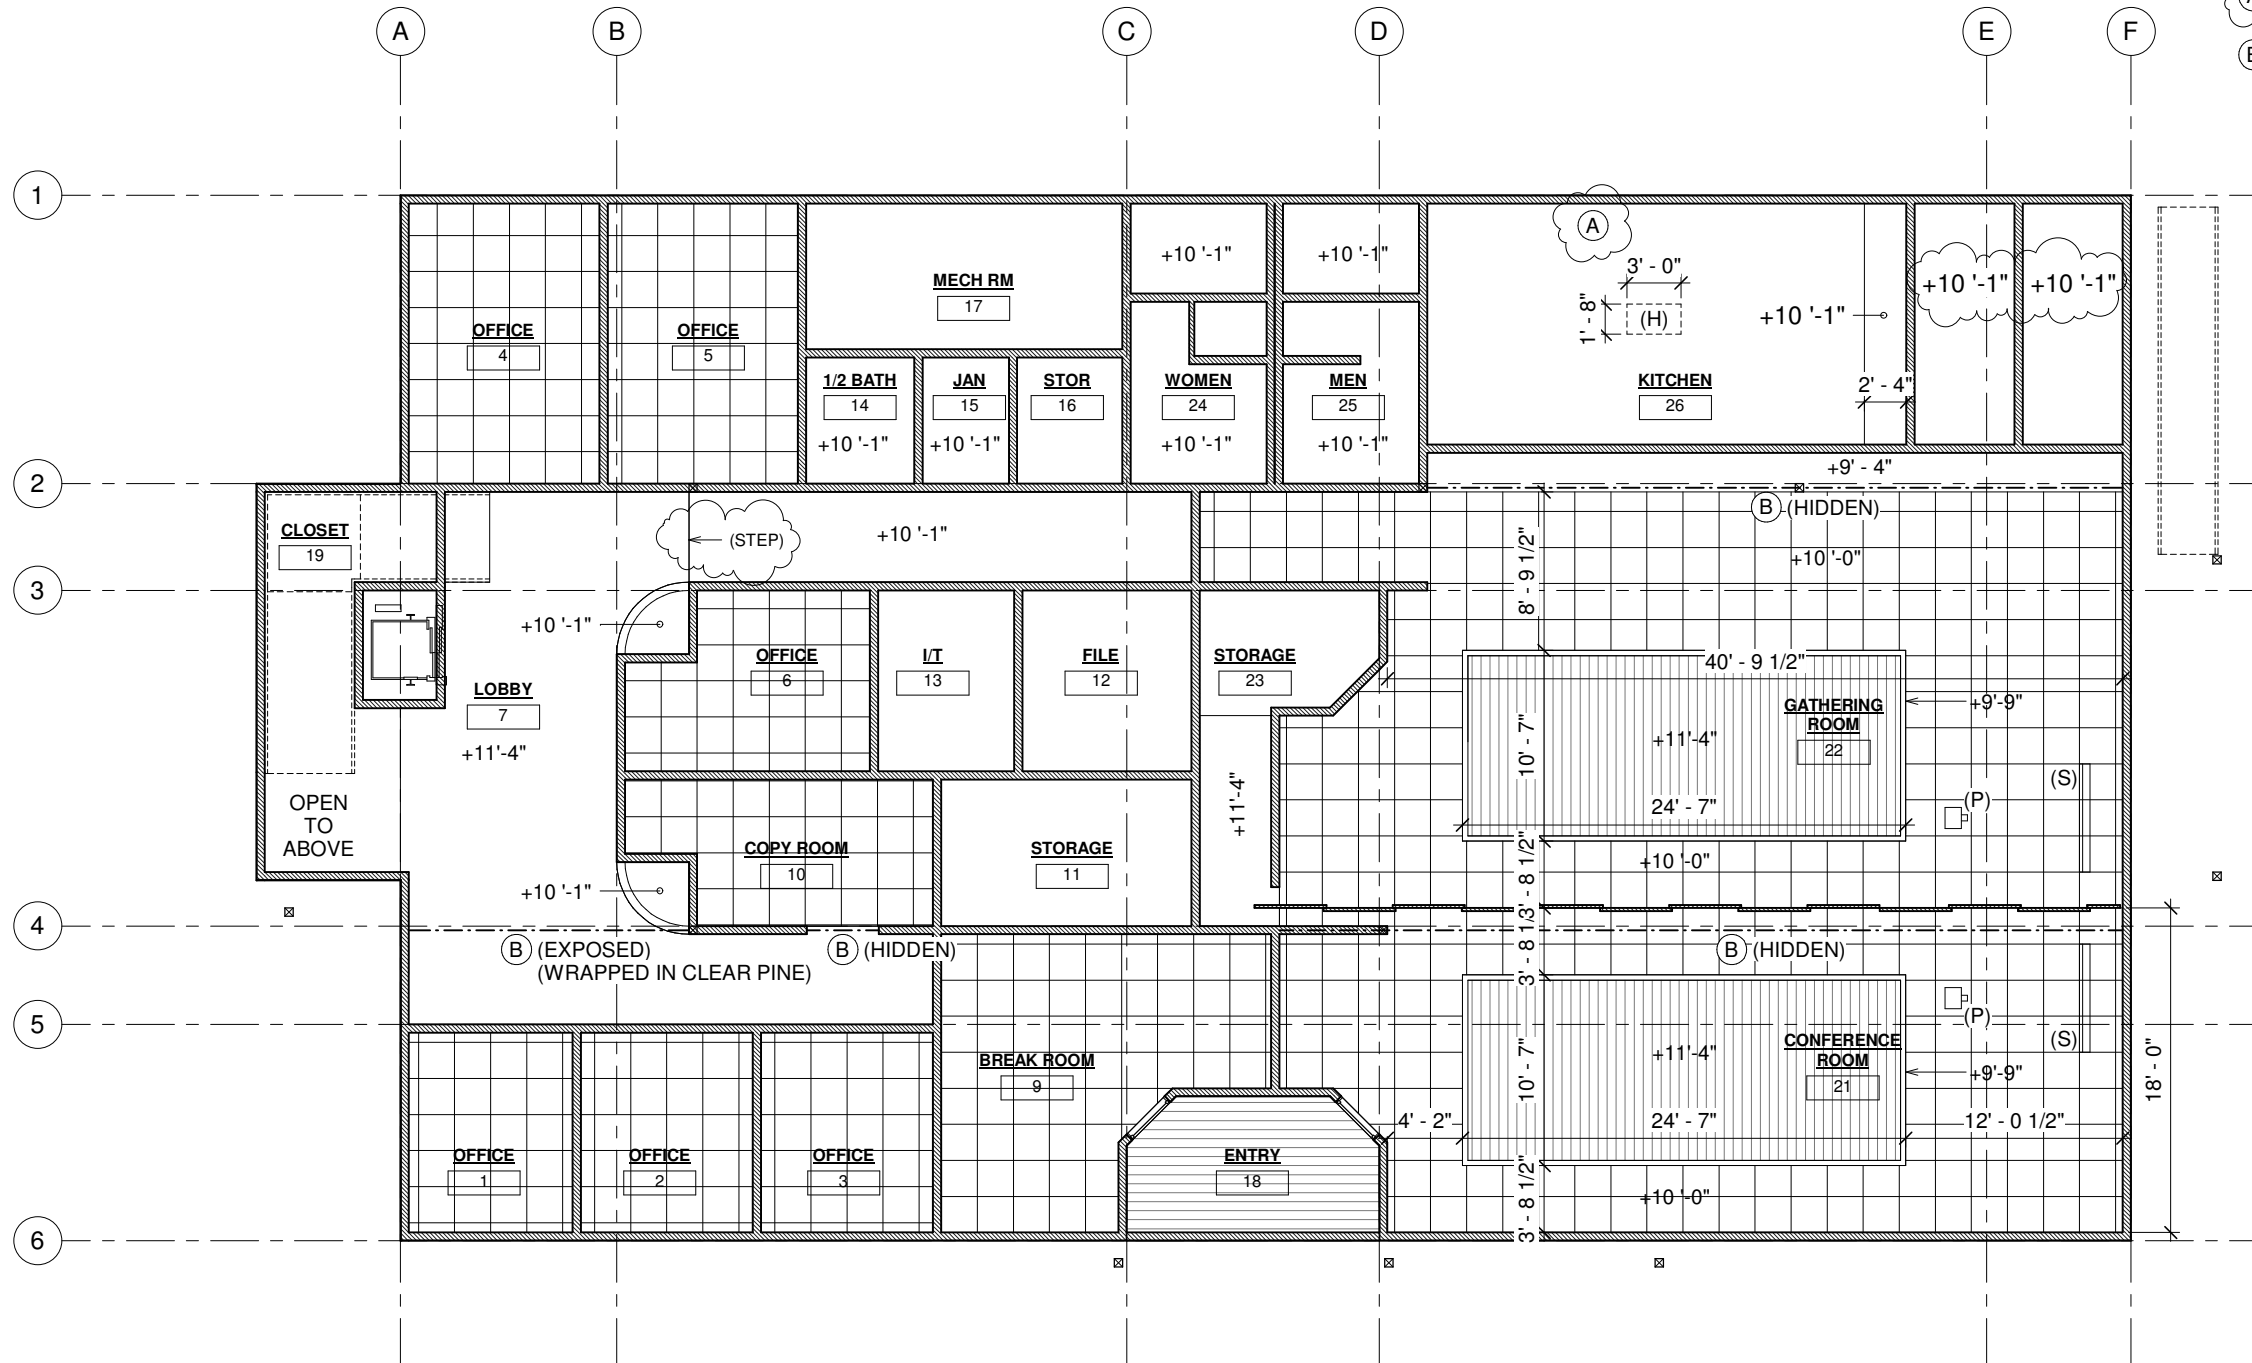 A B C D E F
1
A
+10 '-1" +10 '-1"
3' - 0"
MECH RM
17
+10 '-1" +10 '-1"
1' - 8"
(H)
+10 '-1"
OFFICE OFFICE
4 5
1/2 BATH JAN STOR WOMEN MEN KITCHEN
14 15 16 24 25 26
2' - 4"
+10 '-1" +10 '-1" +10 '-1" +10 '-1"
+9' - 4"
2
B (HIDDEN)
CLOSET
19
(STEP)
+10 '-1"
+10 '-0"
8' - 9 1/2"
3
+10 '-1"
OFFICE I/T FILE STORAGE
6 13 12 23
40' - 9 1/2"
LOBBY
7
+11'-4"
GATHERING
ROOM
22
+9'-9"
+11'-4"
10' - 7"
(S)
OPEN
TO
ABOVE
+11'-4"
24' - 7"
(P)
COPY ROOM STORAGE
10 11
+10 '-0"
3' - 8 1/2"
+10 '-1"
4
B (EXPOSED)
(WRAPPED IN CLEAR PINE)
B (HIDDEN)
B (HIDDEN)
(P)
5
(S)
BREAK ROOM
9
+11'-4"
CONFERENCE
ROOM
21
+9'-9"
10' - 7"
18' - 0"
4' - 2" 24' - 7" 12' - 0 1/2"
OFFICE OFFICE OFFICE ENTRY
1 2 3 18
+10 '-0"
3' - 8 1/2"
6